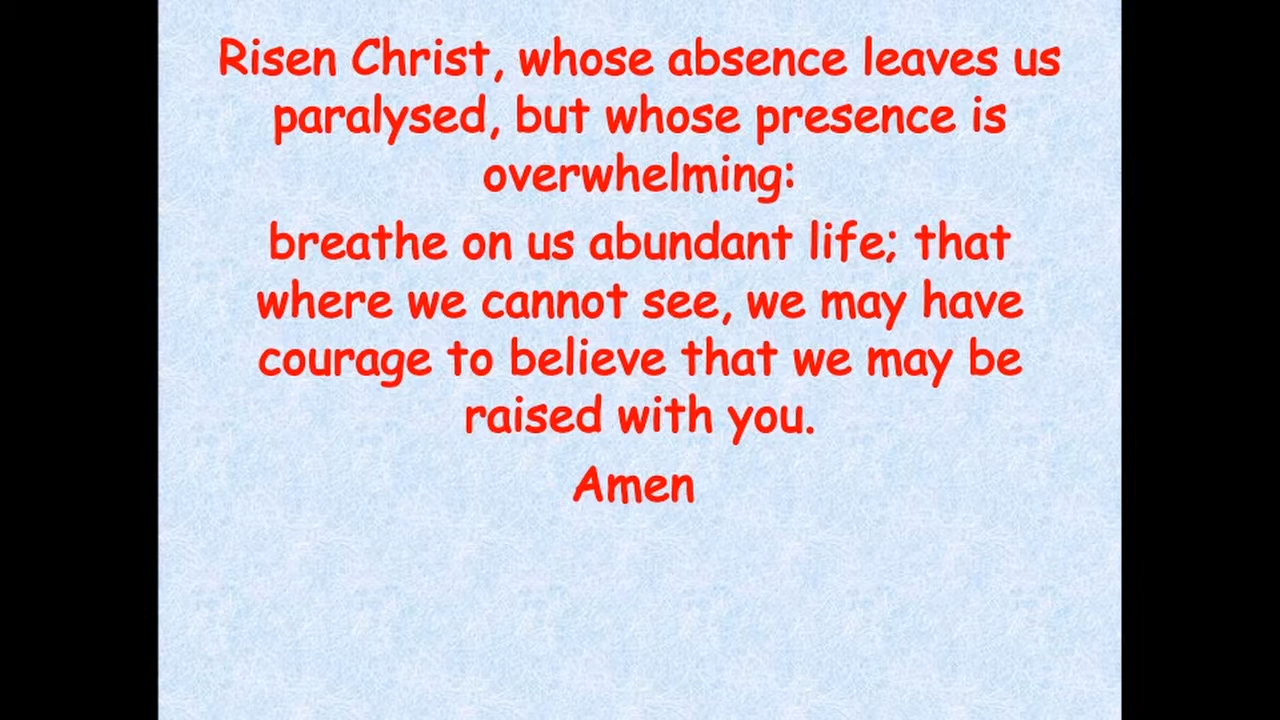 Risen Christ, whose absence leaves us
paralysed, but whose presence is
overwhelming:
breathe on us abundant life; that
where we cannot see, we may have
courage to believe that we may be
raised with you.
Amen